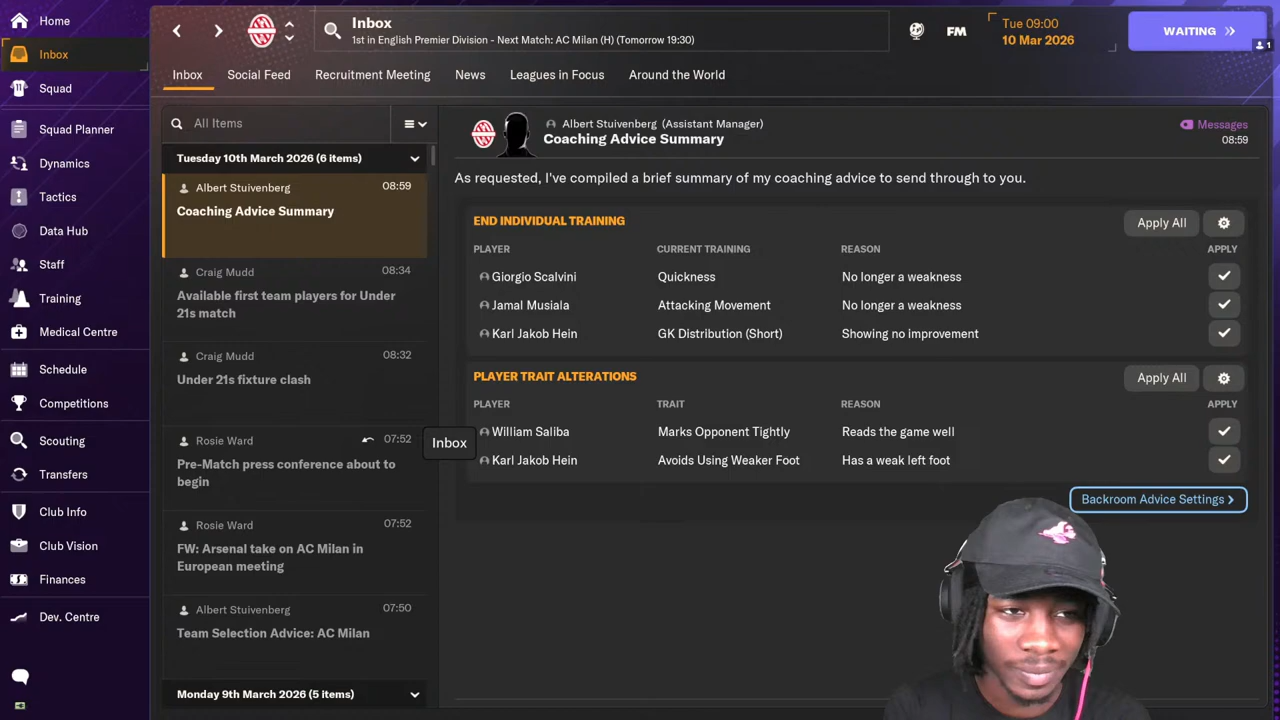 Home
Inbox
Squad
Squad Planner
Dynamics
Tactics
Data Hub
Staff
Training
Medical Centre
Schedule
Competitions
Scouting
Transfers
Club Info
Club Vision
Finances
Dev. Centre
Inbox
1st in English Premier Division - Next Match: AC Milan (H) (Tomorrow 19:30)
FM
Tue 09:00
10 Mar 2026
WAITING
1
Inbox Social Feed Recruitment Meeting News Leagues in Focus Around the World
All Items
Tuesday 10th March 2026 (6 items)
Albert Stuivenberg 08:59
Coaching Advice Summary
Craig Mudd 08:34
Available first team players for Under
21s match
Craig Mudd 08:32
Under 21s fixture clash
Rosie Ward 07:52
Pre-Match press conference about to
begin
Rosie Ward 07:52
FW: Arsenal take on AC Milan in
European meeting
Albert Stuivenberg 07:50
Team Selection Advice: AC Milan
Monday 9th March 2026 (5 items)
Inbox
Albert Stuivenberg (Assistant Manager)
Coaching Advice Summary
Messages
08:59
As requested, I've compiled a brief summary of my coaching advice to send through to you.
END INDIVIDUAL TRAINING Apply All
PLAYER CURRENT TRAINING REASON APPLY
Giorgio Scalvini Quickness No longer a weakness
Jamal Musiala Attacking Movement No longer a weakness
Karl Jakob Hein GK Distribution (Short) Showing no improvement
PLAYER TRAIT ALTERATIONS Apply All
PLAYER TRAIT REASON APPLY
William Saliba Marks Opponent Tightly Reads the game well
Karl Jakob Hein Avoids Using Weaker Foot Has a weak left foot
Backroom Advice Settings